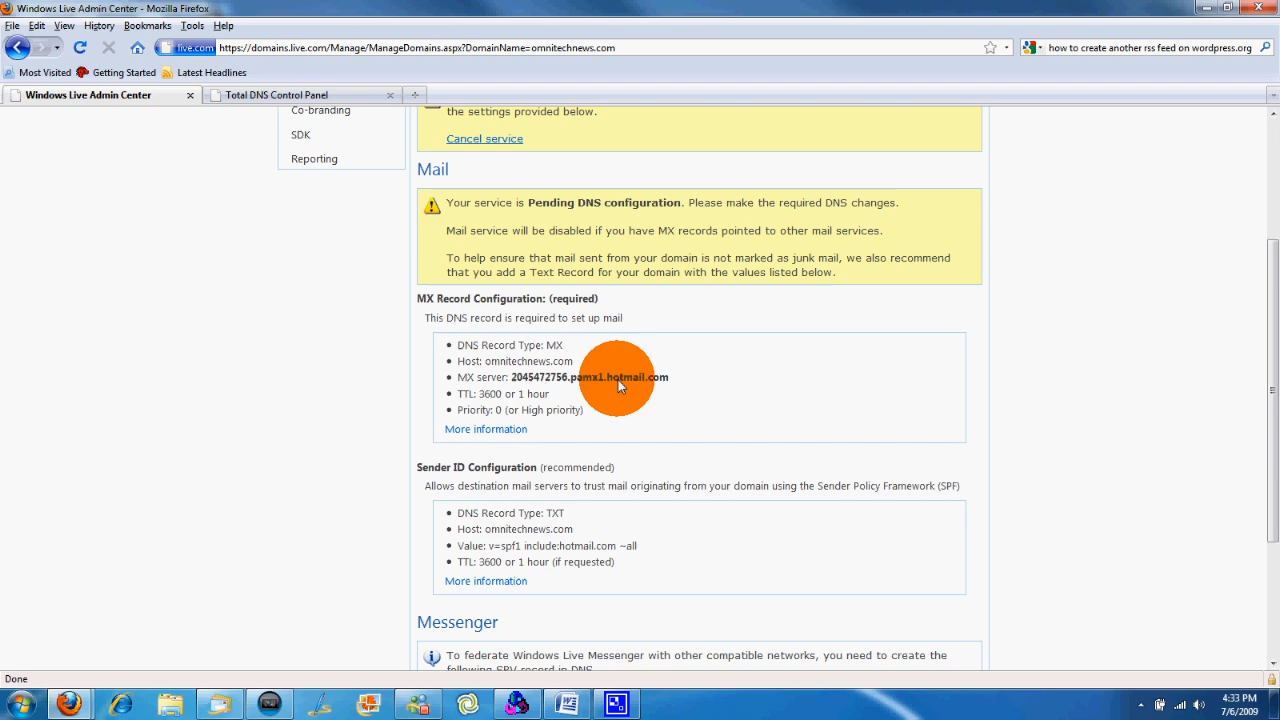 Windows Live Admin Center - Mozilla Firefox
File Edit View History Bookmarks Tools Help
live.com https://domains.live.com/Manage/ManageDomains.aspx?DomainName=omnitechnews.com
how to create another rss feed on wordpress.org
Most Visited Getting Started Latest Headlines
Windows Live Admin Center
Total DNS Control Panel
Co-branding
SDK
Reporting
the settings provided below.
Cancel service
Mail
Your service is Pending DNS configuration. Please make the required DNS changes.
Mail service will be disabled if you have MX records pointed to other mail services.
To help ensure that mail sent from your domain is not marked as junk mail, we also recommend
that you add a Text Record for your domain with the values listed below.
MX Record Configuration: (required)
This DNS record is required to set up mail
• DNS Record Type: MX
• Host: omnitechnews.com
• MX server: 2045472756.pamx1.hotmail.com
• TTL: 3600 or 1 hour
• Priority: 0 (or High priority)
More information
Sender ID Configuration (recommended)
Allows destination mail servers to trust mail originating from your domain using the Sender Policy Framework (SPF)
• DNS Record Type: TXT
• Host: omnitechnews.com
• Value: v=spf1 include:hotmail.com ~all
• TTL: 3600 or 1 hour (if requested)
More information
Messenger
To federate Windows Live Messenger with other compatible networks, you need to create the
following SRV record in DNS
Done
4:33 PM
7/6/2009